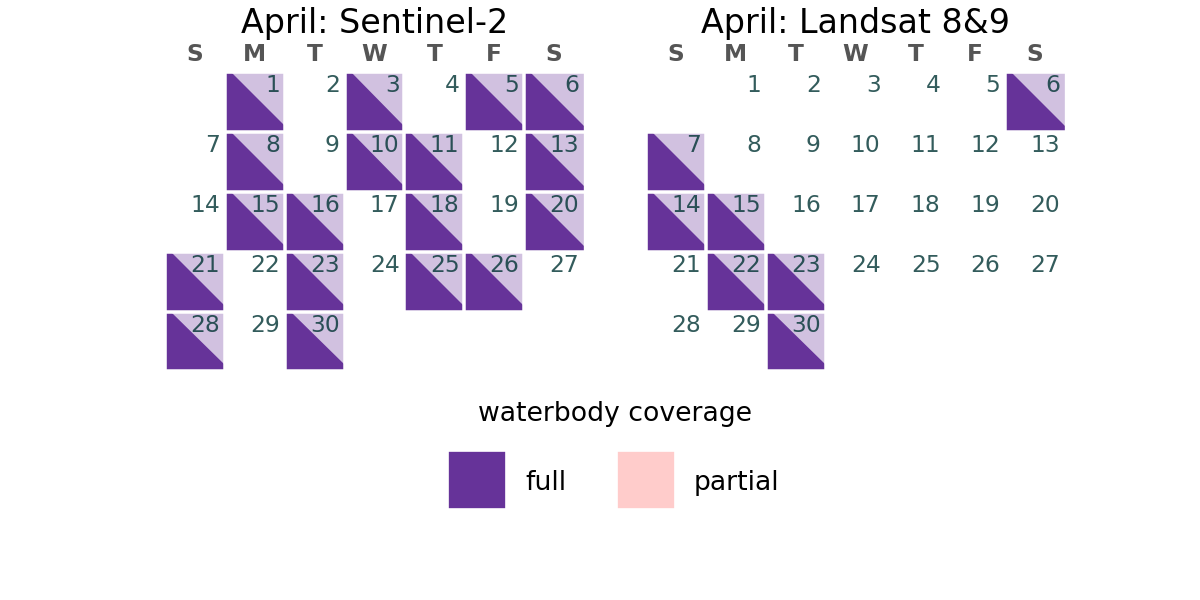 April: Sentinel-2
S M T W T F S
1 2 3 4 5 6
7 8 9 10 11 12 13
14 15 16 17 18 19 20
21 22 23 24 25 26 27
28 29 30
April: Landsat 8&9
S M T W T F S
1 2 3 4 5 6
7 8 9 10 11 12 13
14 15 16 17 18 19 20
21 22 23 24 25 26 27
28 29 30
waterbody coverage
full
partial